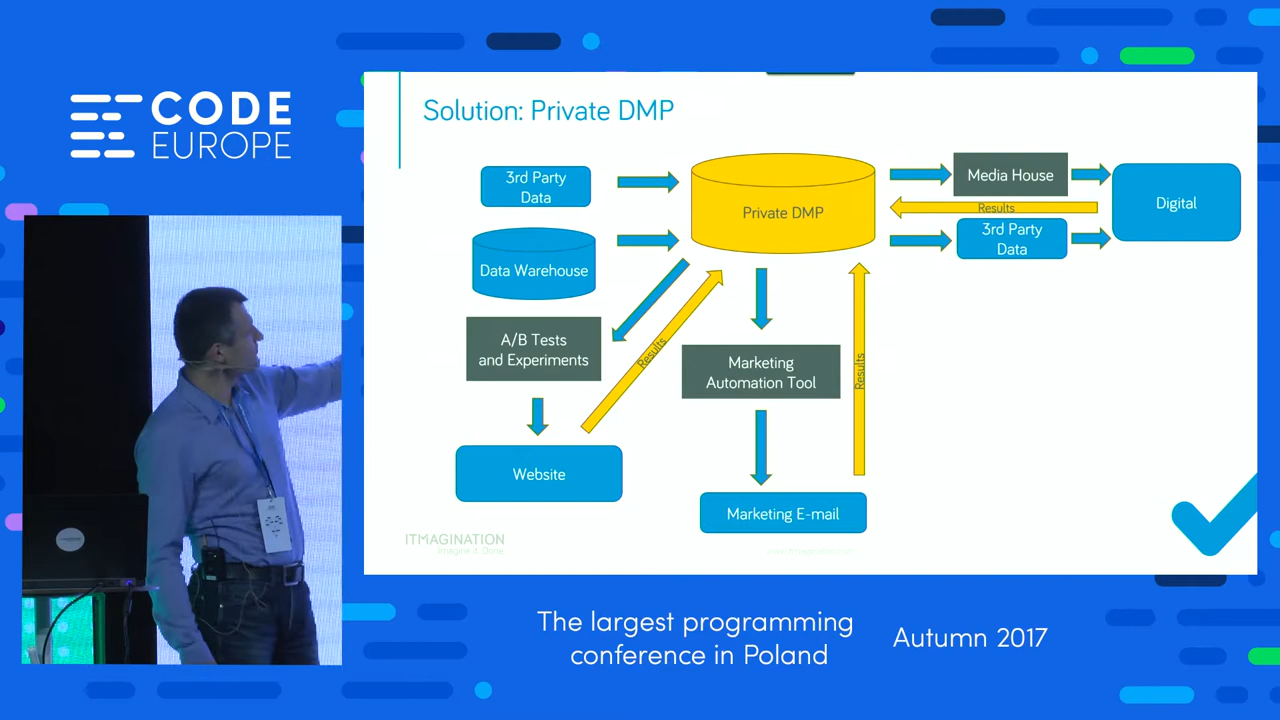 CODE
EUROPE
Solution: Private DMP
3rd Party
Data
Data Warehouse
A/B Tests
and Experiments
Website
Results
Private DMP
Marketing
Automation Tool
Marketing E-mail
Results
Media House
Results
3rd Party
Data
Digital
ITMAGINATION
Imagine it. Done.
The largest programming
conference in Poland
Autumn 2017